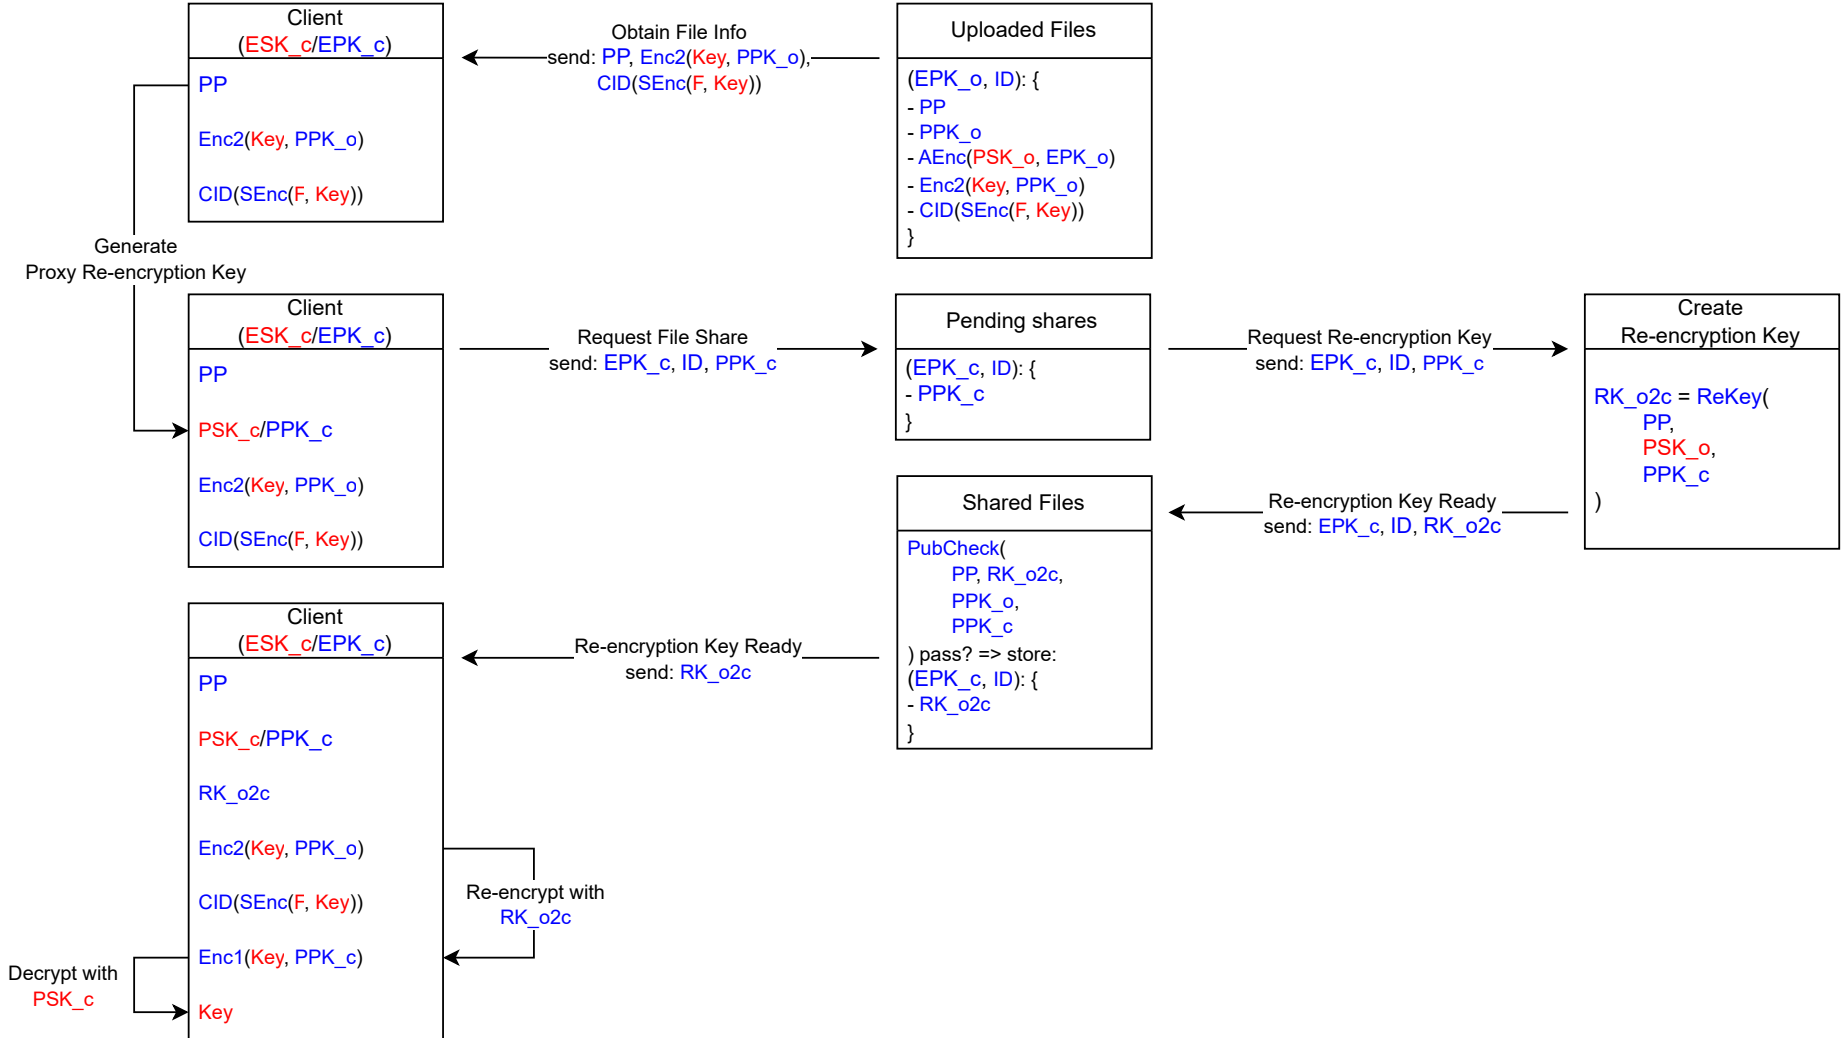 Client
(ESK_c/EPK_c)
PP
Enc2(Key, PPK_o)
CID(SEnc(F, Key))
Obtain File Info
send: PP, Enc2(Key, PPK_o),
CID(SEnc(F, Key))
Uploaded Files
(EPK_o, ID): {
- PP
- PPK_o
- AEnc(PSK_o, EPK_o)
- Enc2(Key, PPK_o)
- CID(SEnc(F, Key))
}
Generate
Proxy Re-encryption Key
Client
(ESK_c/EPK_c)
PP
PSK_c/PPK_c
Enc2(Key, PPK_o)
CID(SEnc(F, Key))
Request File Share
send: EPK_c, ID, PPK_c
Pending shares
(EPK_c, ID): {
- PPK_c
}
Request Re-encryption Key
send: EPK_c, ID, PPK_c
Create
Re-encryption Key
RK_o2c = ReKey(
PP,
PSK_o,
PPK_c
)
Re-encryption Key Ready
send: EPK_c, ID, RK_o2c
Shared Files
PubCheck(
PP, RK_o2c,
PPK_o,
PPK_c
) pass? => store:
(EPK_c, ID): {
- RK_o2c
}
Re-encryption Key Ready
send: RK_o2c
Client
(ESK_c/EPK_c)
PP
PSK_c/PPK_c
RK_o2c
Enc2(Key, PPK_o)
CID(SEnc(F, Key))
Enc1(Key, PPK_c)
Key
Re-encrypt with
RK_o2c
Decrypt with
PSK_c